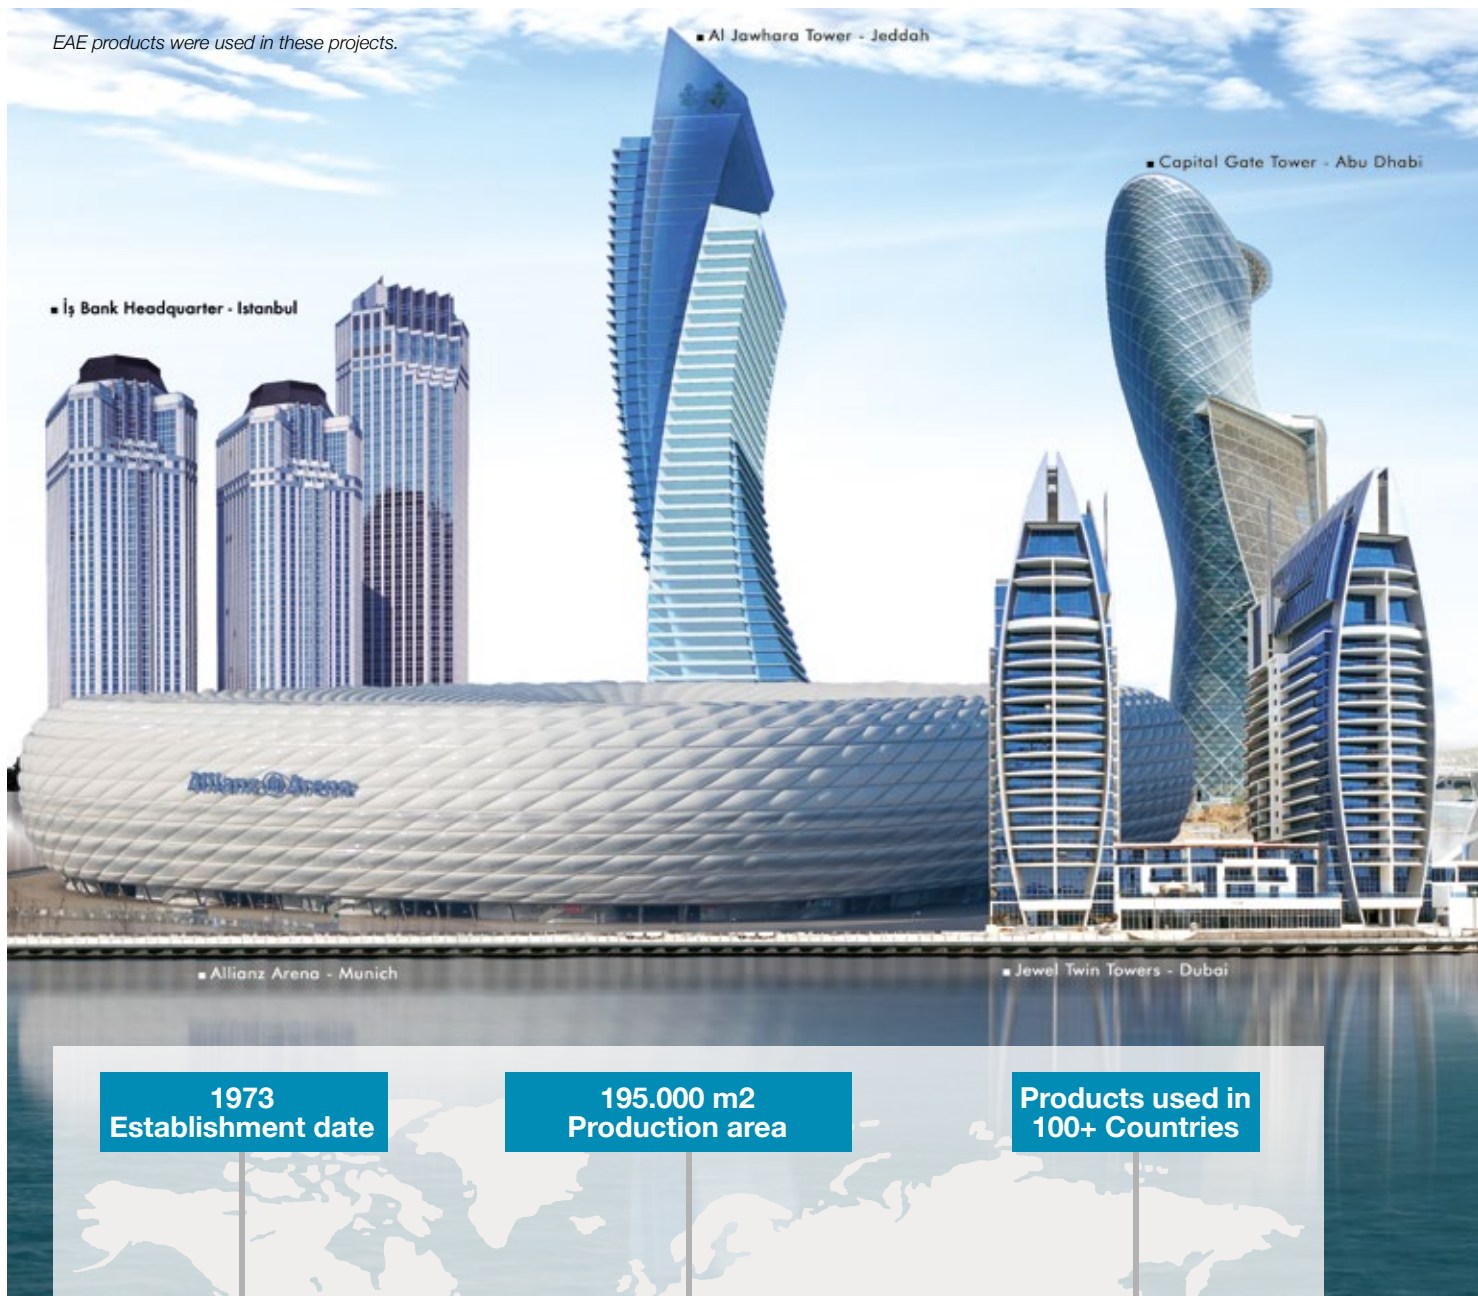 EAE products were used in these projects.
■ Al Jawhara Tower - Jeddah
■ Capital Gate Tower - Abu Dhabi
■ İş Bank Headquarter - Istanbul
Allianz Arena
■ Allianz Arena - Munich
■ Jewel Twin Towers - Dubai
1973
Establishment date
195.000 m2
Production area
Products used in
100+ Countries